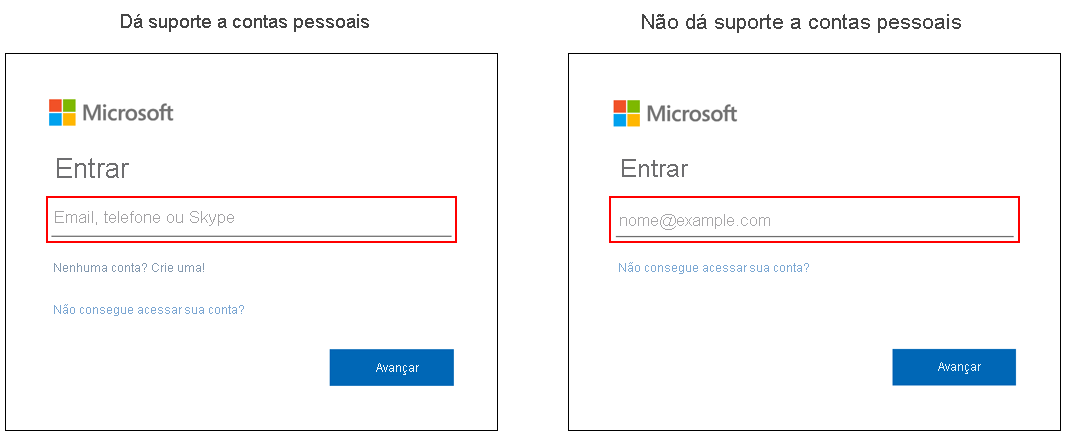 Dá suporte a contas pessoais
Microsoft
Entrar
Email, telefone ou Skype
Nenhuma conta? Crie uma!
Não consegue acessar sua conta?
Avançar
Não dá suporte a contas pessoais
Microsoft
Entrar
nome@example.com
Não consegue acessar sua conta?
Avançar